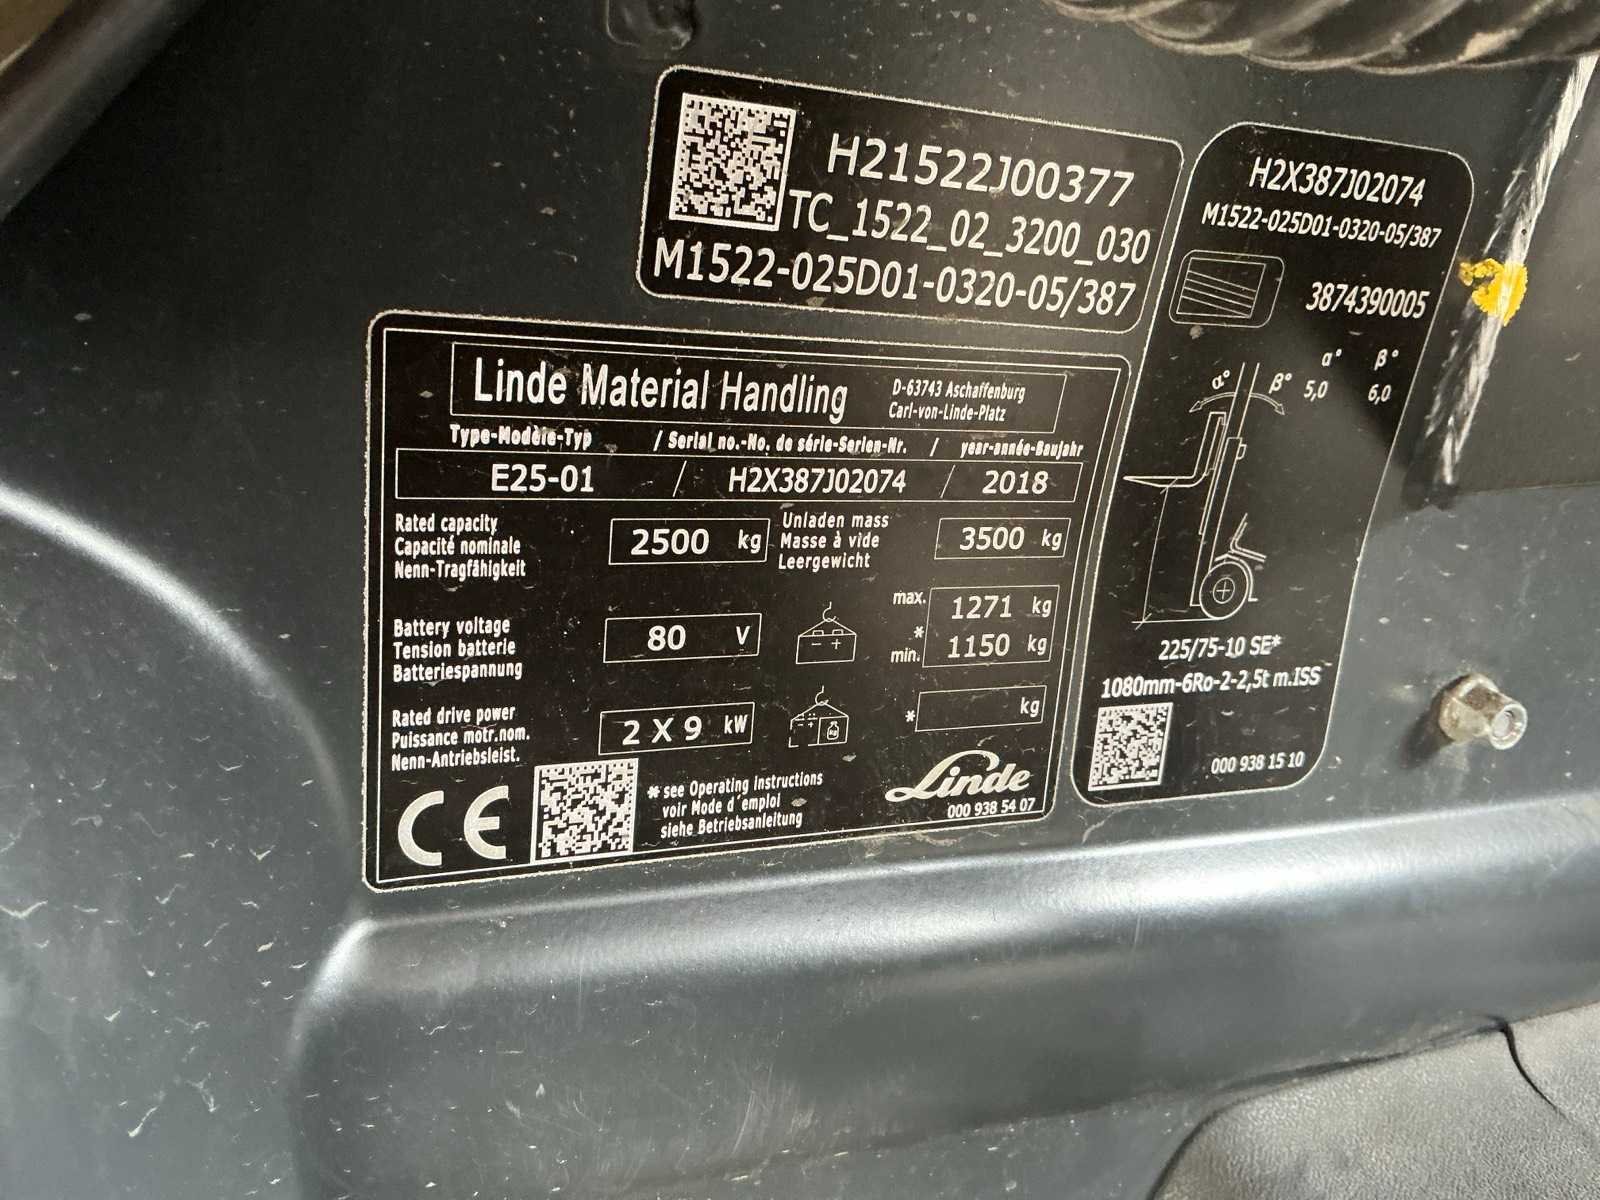 H21522J00377
TC_1522_02_3200_030
M1522-025D01-0320-05/387
H2X387J02074
M1522-025D01-0320-05/387
3874390005
α° β°
α° β° 5,0 6,0
225/75-10 SE*
1080mm-6Ro-2-2,5t m.ISS
000 938 15 10
Linde Material Handling
D-63743 Aschaffenburg
Carl-von-Linde-Platz
Type-Modèle-Typ / Serial no.-No. de série-Serien-Nr. / year-année-Baujahr
E25-01 / H2X387J02074 / 2018
Rated capacity
Capacité nominale
Nenn-Tragfähigkeit
2500 kg
Unladen mass
Masse à vide
Leergewicht
3500 kg
Battery voltage
Tension batterie
Batteriespannung
80 V
- +
max. 1271 kg
*
min. 1150 kg
Rated drive power
Puissance motr.nom.
Nenn-Antriebsleist.
2 X 9 kW
- +
kg
* kg
CE
* see Operating Instructions
voir Mode d'emploi
siehe Betriebsanleitung
Linde
000 938 54 07